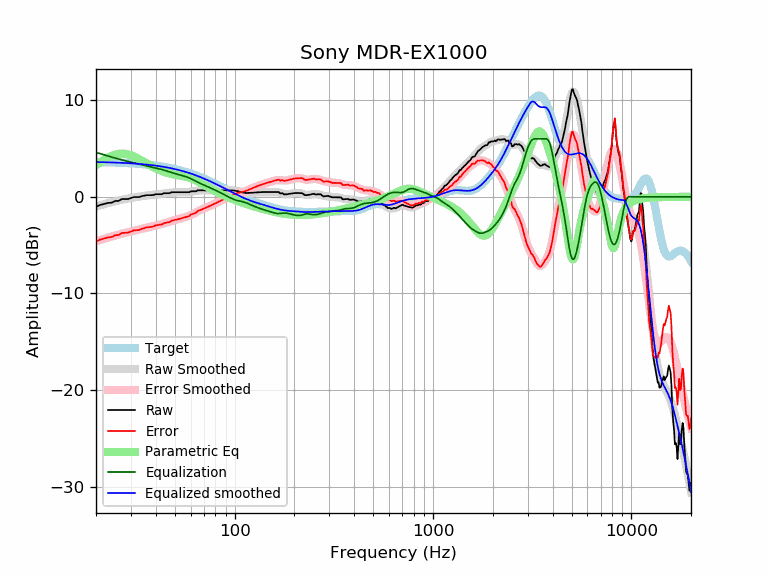 Sony MDR-EX1000
Amplitude (dBr)
10
0
−10
−20
−30
Target
Raw Smoothed
Error Smoothed
Raw
Error
Parametric Eq
Equalization
Equalized smoothed
100
1000
10000
Frequency (Hz)